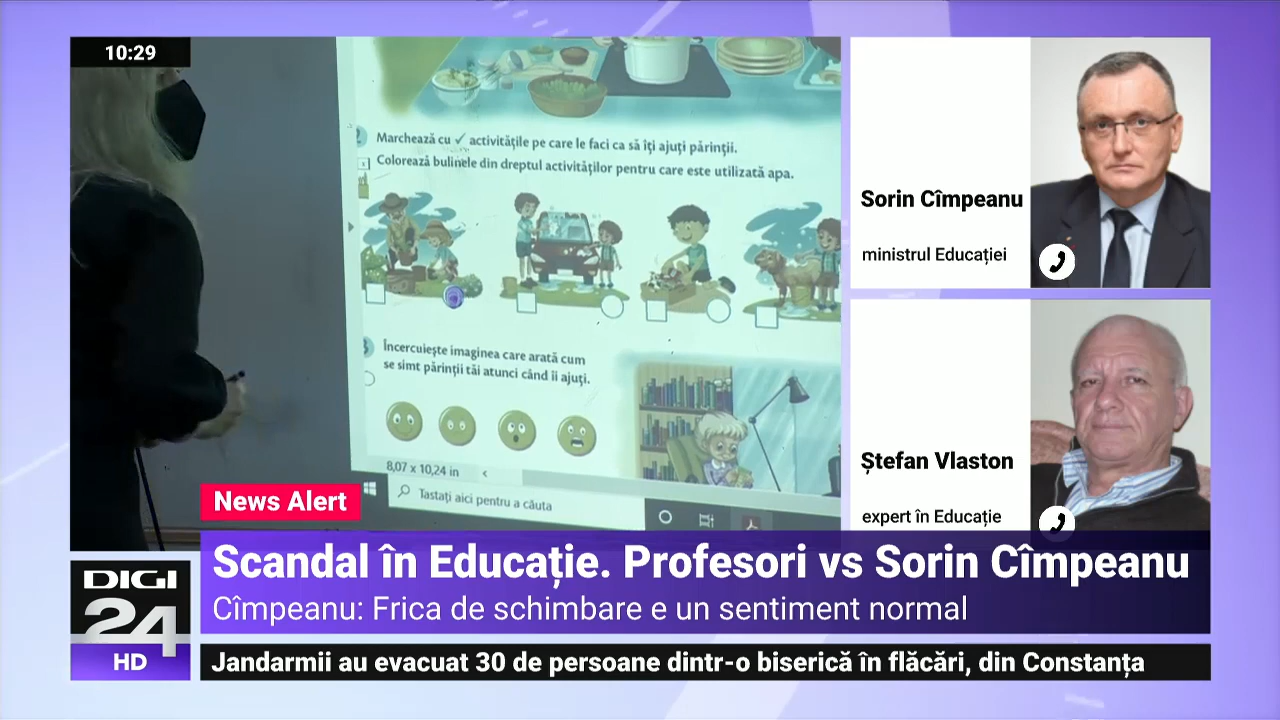 10:29
Marchează cu ✓ activitățile pe care le faci ca să îți ajuți părinții.
Colorează bulinele din dreptul activităților pentru care este utilizată apa.
Încercuiește imaginea care arată cum
se simt părinții tăi atunci când îi ajuți.
8,07 x 10,24 in
Tastați aici pentru a căuta
Sorin Cîmpeanu
ministrul Educației
Ștefan Vlaston
expert în Educație
News Alert
Scandal în Educație. Profesori vs Sorin Cîmpeanu
Cîmpeanu: Frica de schimbare e un sentiment normal
DIGI
24
HD
Jandarmii au evacuat 30 de persoane dintr-o biserică în flăcări, din Constanța